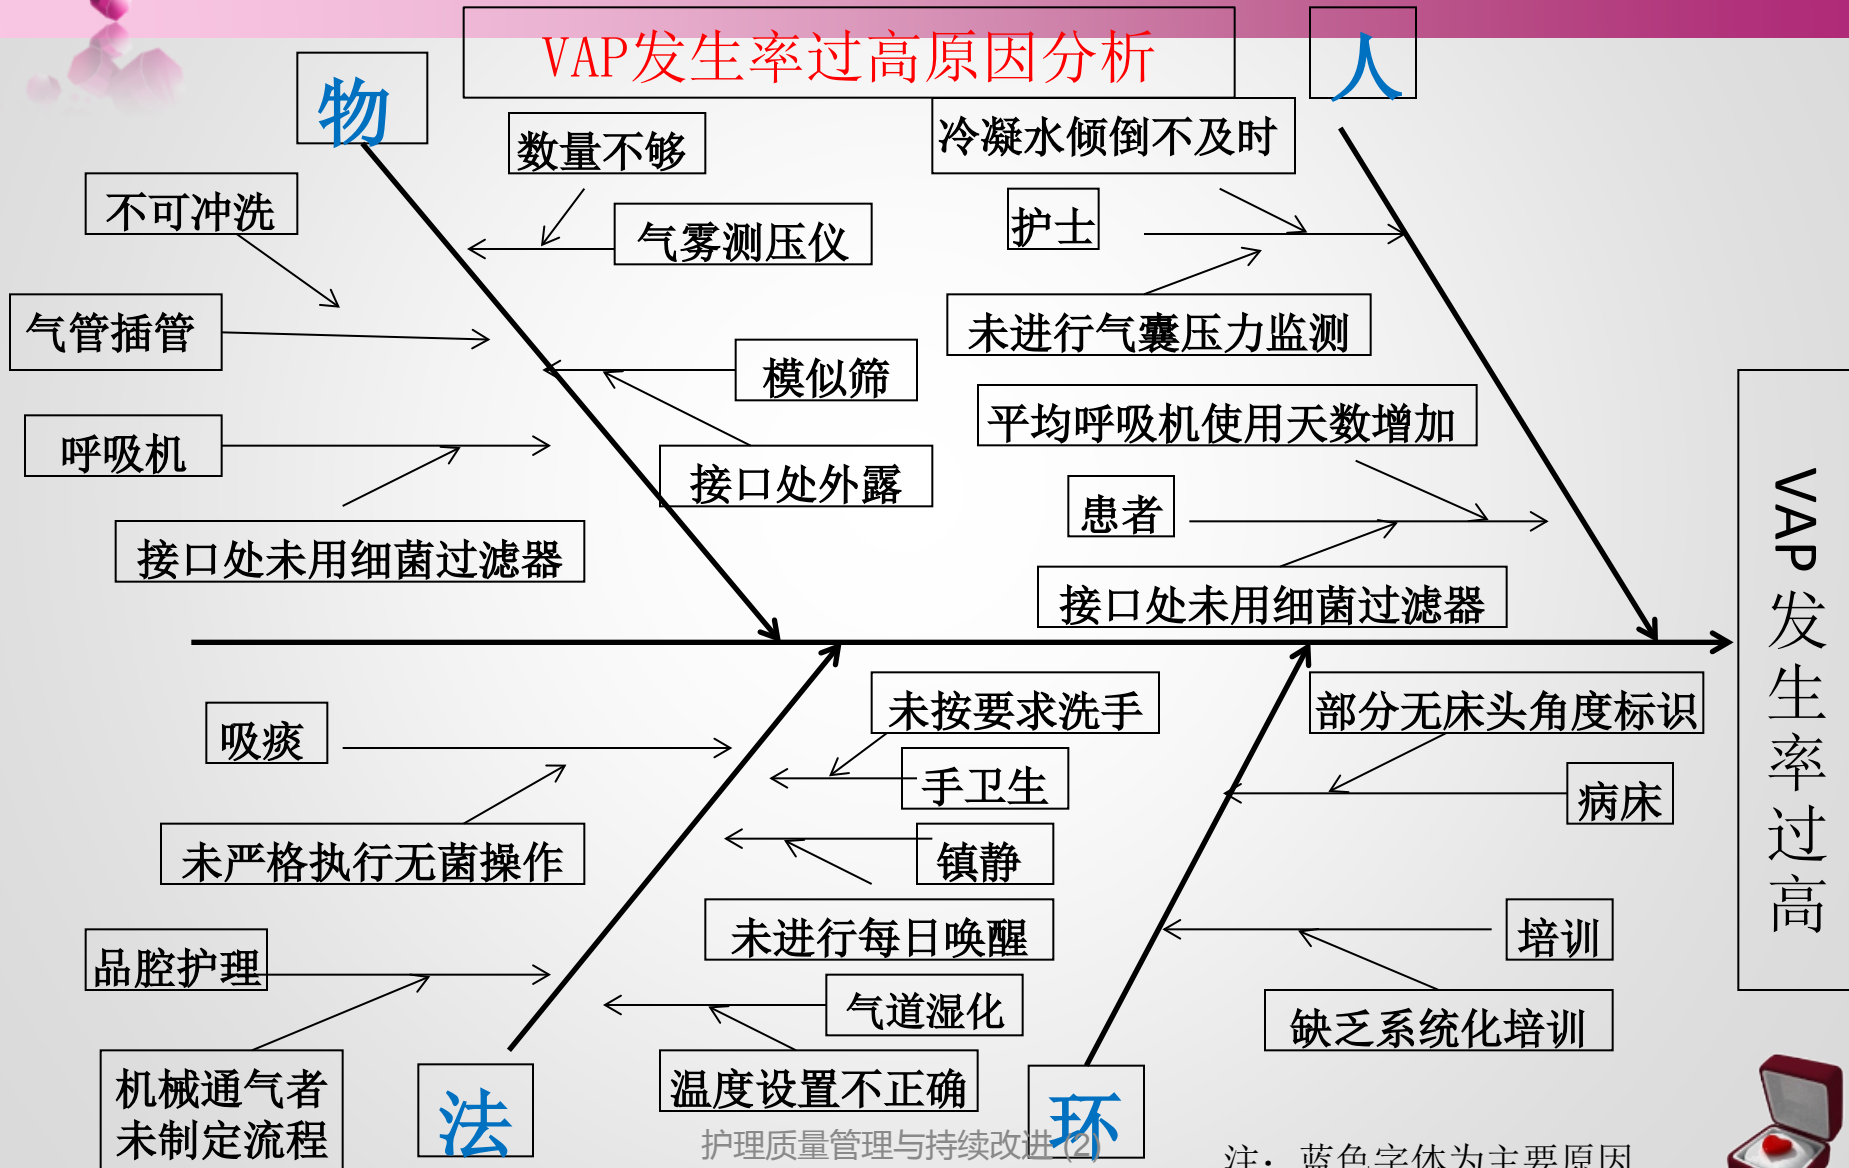 VAP发生率过高原因分析
人
物
数量不够
冷凝水倾倒不及时
不可冲洗
气雾测压仪
护士
气管插管
未进行气囊压力监测
模似筛
平均呼吸机使用天数增加
呼吸机
接口处外露
患者
接口处未用细菌过滤器
接口处未用细菌过滤器
VAP发生率过高
吸痰
未按要求洗手
部分无床头角度标识
手卫生
病床
未严格执行无菌操作
镇静
未进行每日唤醒
培训
品腔护理
气道湿化
缺乏系统化培训
机械通气者
未制定流程
法
温度设置不正确
环
护理质量管理与持续改进 (2)
注：蓝色字体为主要原因